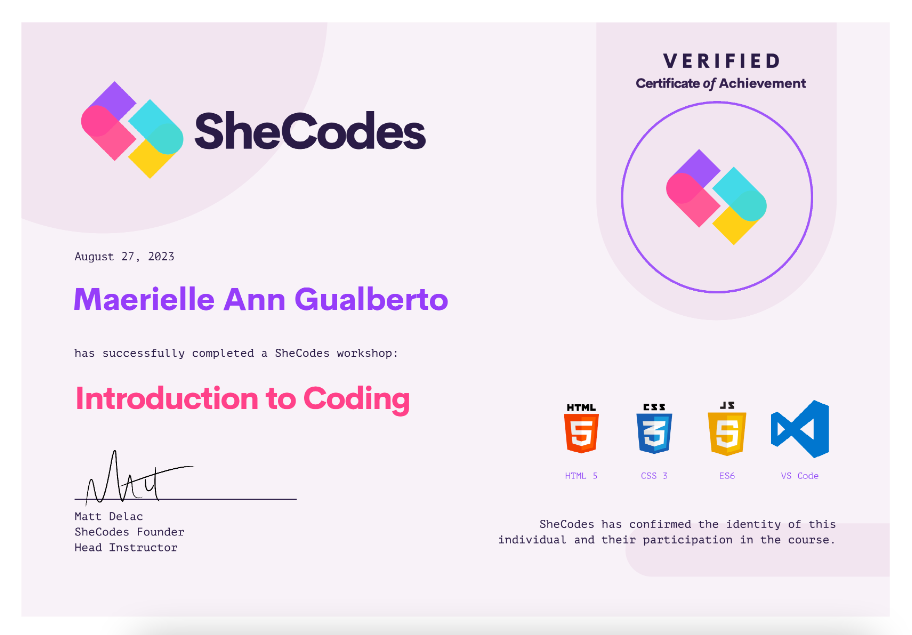 VERIFIED
Certificate of Achievement
SheCodes
August 27, 2023
Maerielle Ann Gualberto
has successfully completed a SheCodes workshop:
Introduction to Coding
HTML
CSS
JS
5
3
5
HTML 5
CSS 3
ES6
VS Code
Matt Delac
SheCodes Founder
Head Instructor
SheCodes has confirmed the identity of this
individual and their participation in the course.